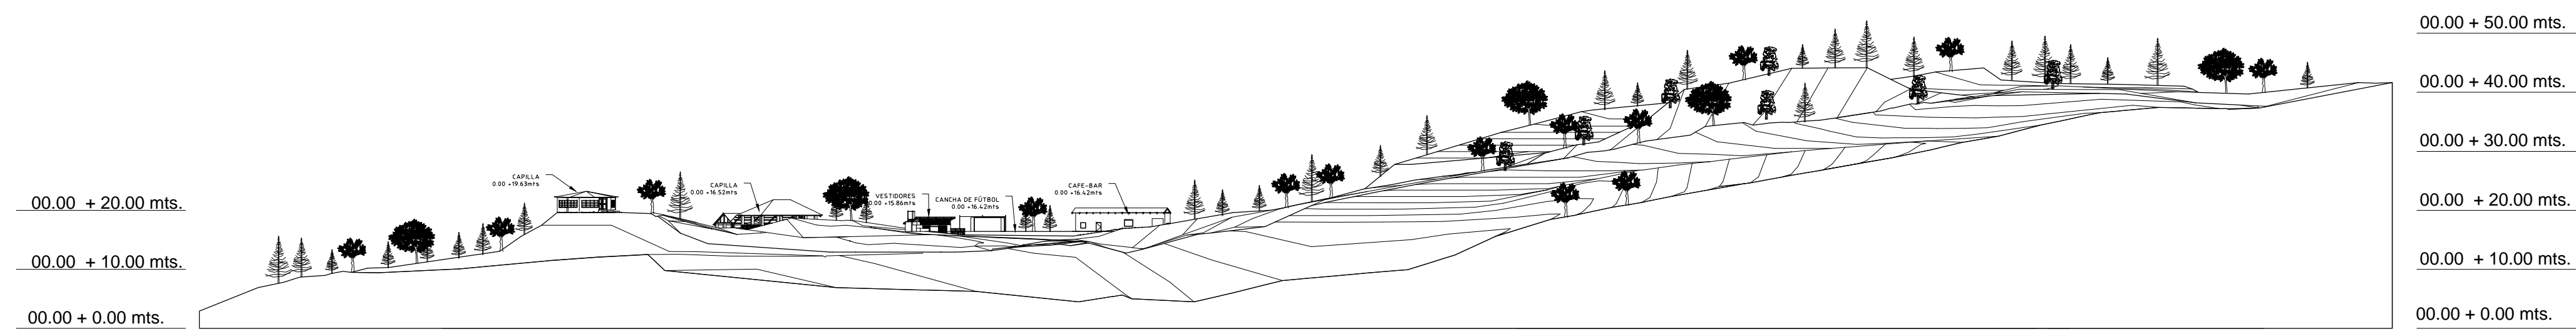 00.00 + 50.00 mts.
00.00 + 40.00 mts.
00.00 + 30.00 mts.
CAPILLA
0.00 +19.63mts
CAPILLA
0.00 +16.52mts
VESTIDORES
0.00 +15.86mts
CANCHA DE FÚTBOL
0.00 +16.42mts
CAFE-BAR
0.00 +16.42mts
00.00 + 20.00 mts.
00.00 + 20.00 mts.
00.00 + 10.00 mts.
00.00 + 10.00 mts.
00.00 + 0.00 mts.
00.00 + 0.00 mts.